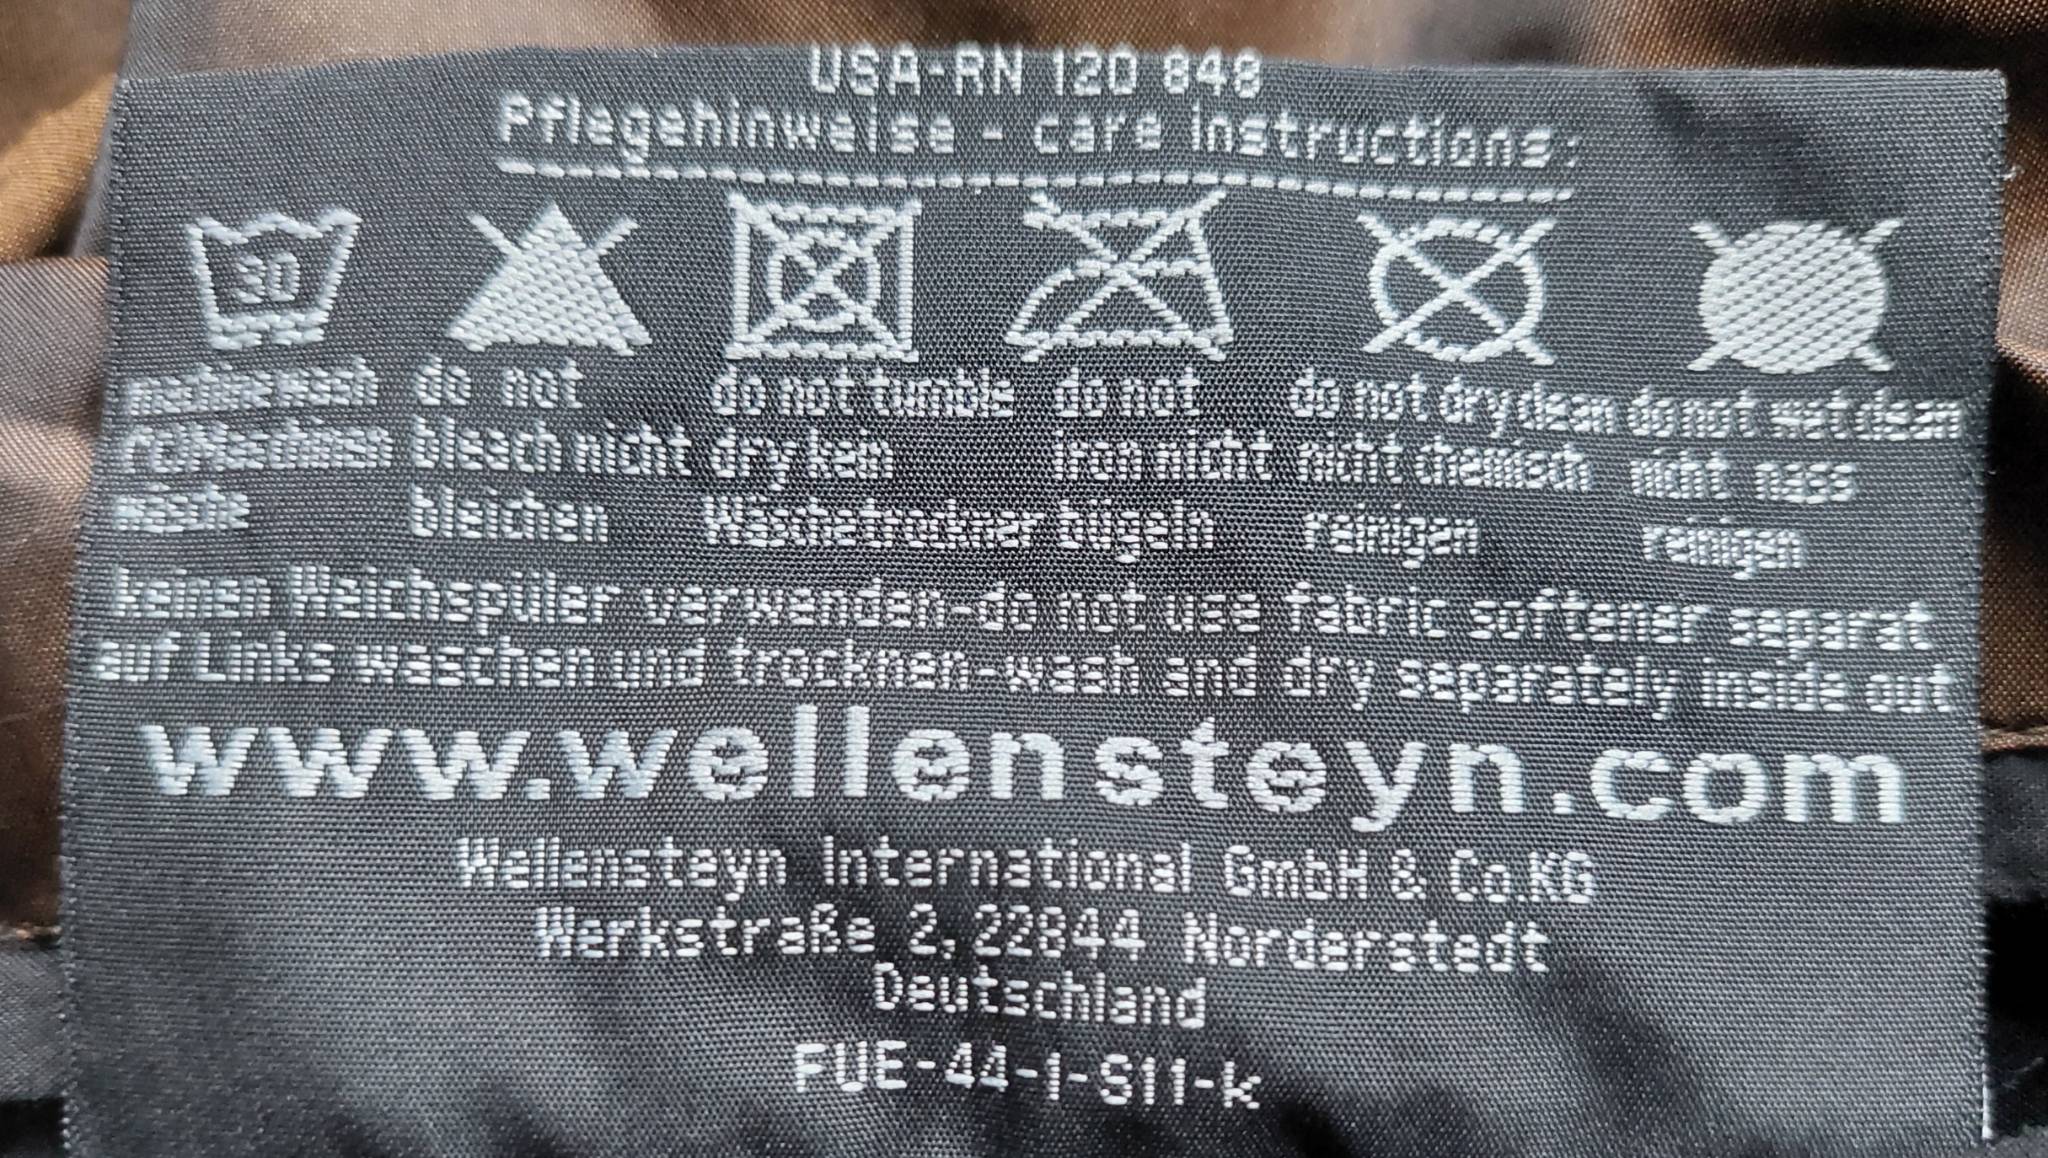 USA-RN 120 848
Pflegehinweise - care instructions:
30
machine wash do not do not tumble do not do not dry clean do not wet clean
bleach nicht dry kein iron nicht nicht chemisch nicht nass
bleichen Wäschetrockner bügeln reinigen reinigen
keinen Weichspüler verwenden-do not use fabric softener separat
auf Links waschen und trocknen-wash and dry separately inside out
www.wellensteyn.com
Wellensteyn International GmbH & Co.KG
Werkstraße 2, 22844 Norderstedt
Deutschland
FUE-44-1-S11-k